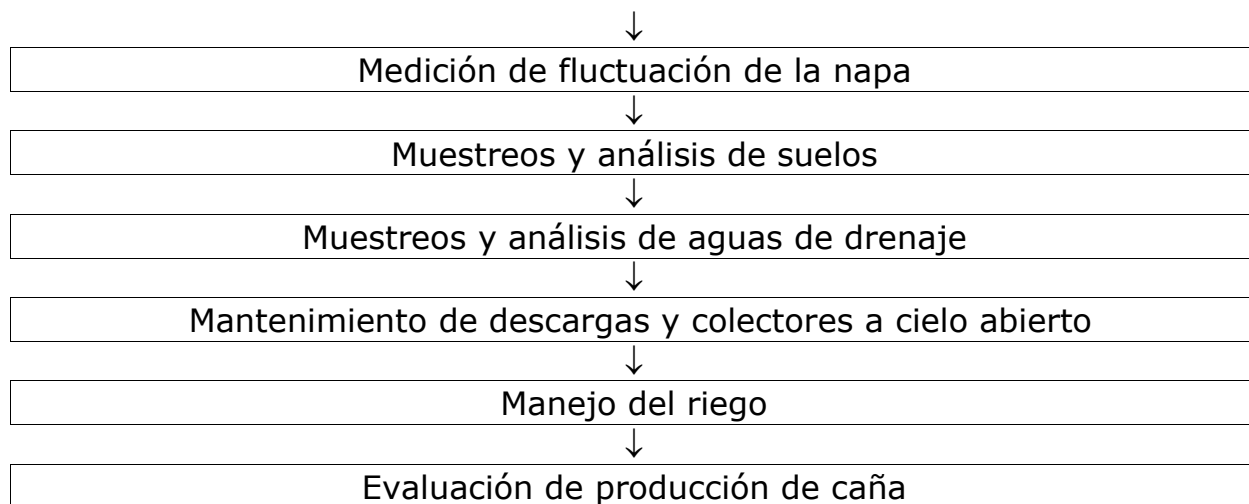 ↓
Medición de fluctuación de la napa
↓
Muestreos y análisis de suelos
↓
Muestreos y análisis de aguas de drenaje
↓
Mantenimiento de descargas y colectores a cielo abierto
↓
Manejo del riego
↓
Evaluación de producción de caña